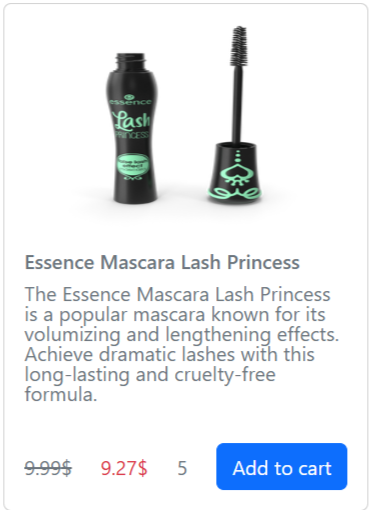 essence
Lash
PRINCESS
Essence Mascara Lash Princess
The Essence Mascara Lash Princess
is a popular mascara known for its
volumizing and lengthening effects.
Achieve dramatic lashes with this
long-lasting and cruelty-free
formula.
9.99$ 9.27$ 5 Add to cart